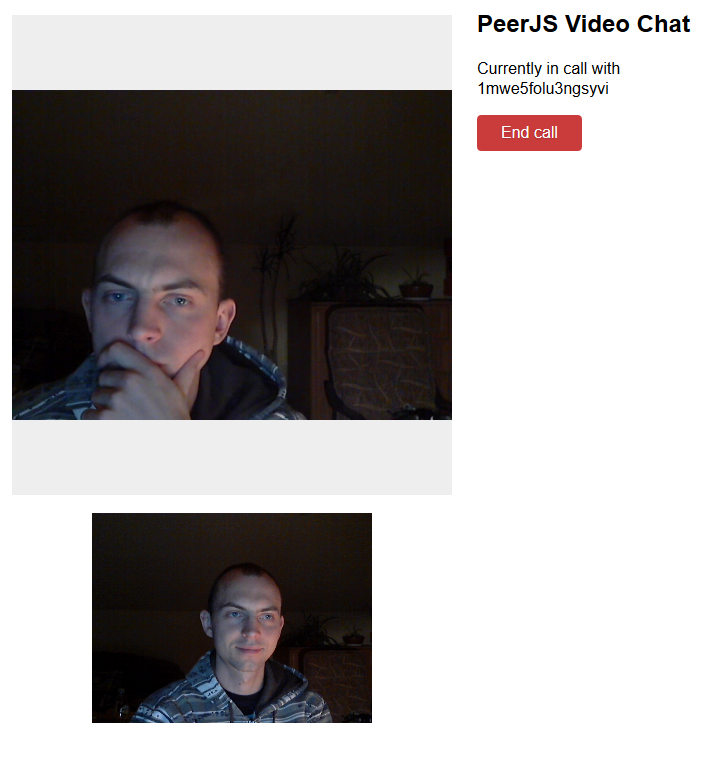 PeerJS Video Chat
Currently in call with
1mwe5folu3ngsyvi
End call